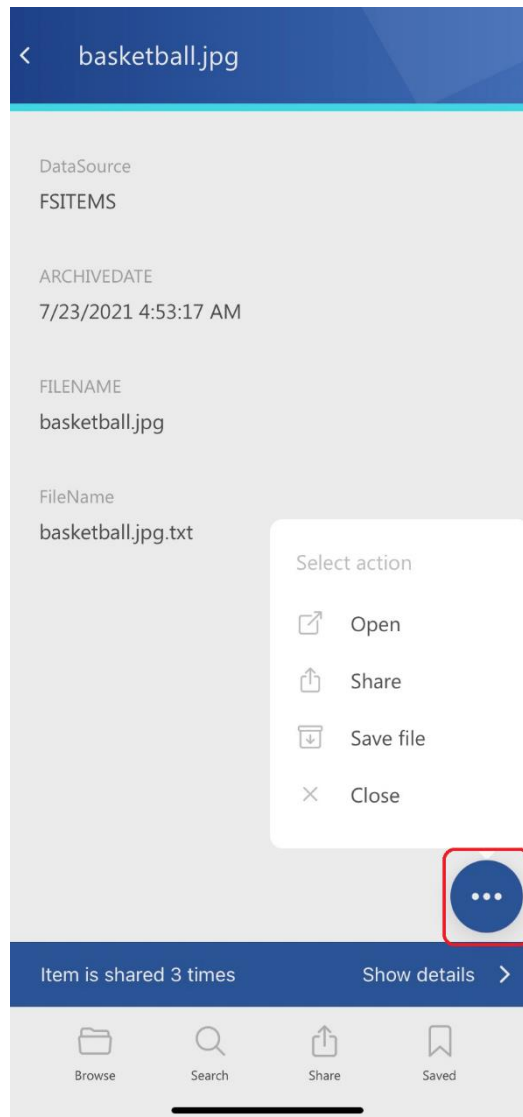 basketball.jpg
DataSource
FSITEMS
ARCHIVEDATE
7/23/2021 4:53:17 AM
FILENAME
basketball.jpg
FileName
basketball.jpg.txt
Select action
Open
Share
Save file
Close
Item is shared 3 times Show details
Browse Search Share Saved